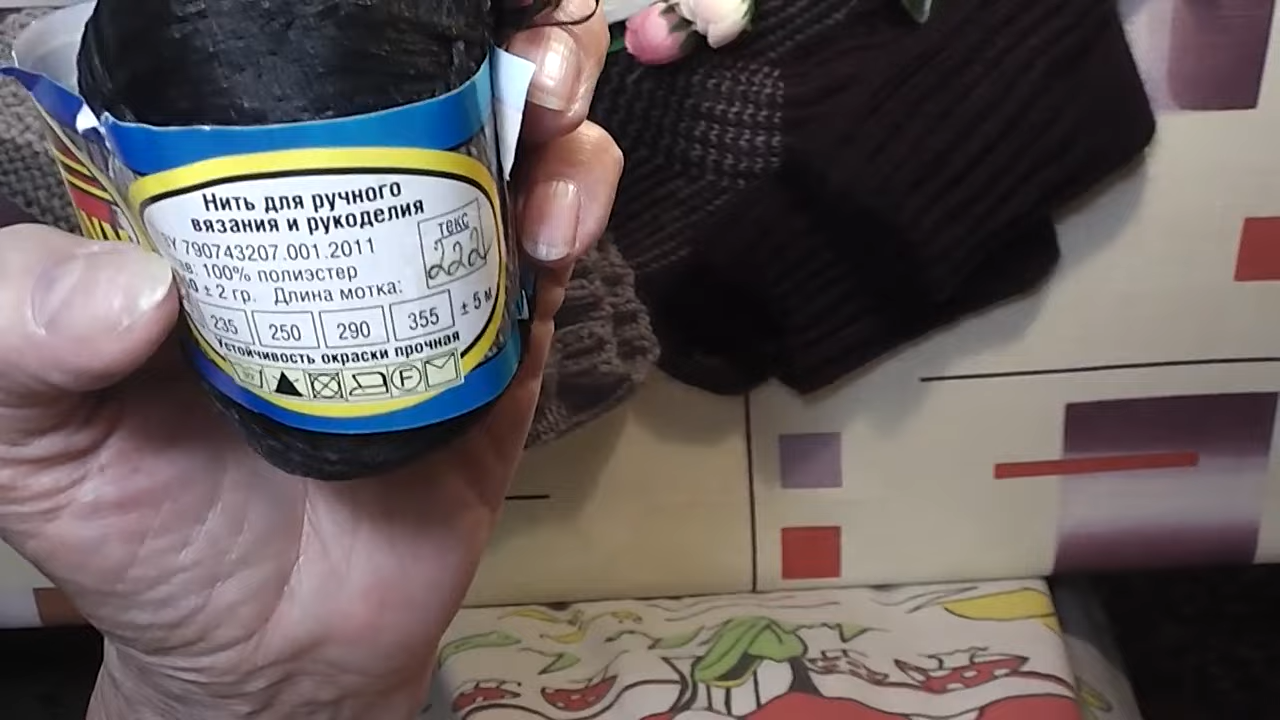 Нить для ручного
вязания и рукоделия
текс
222
790743207.001.2011
100% полиэстер
± 2 гр. Длина мотка:
235 250 290 355 ± 5 м
Устойчивость окраски прочная
F